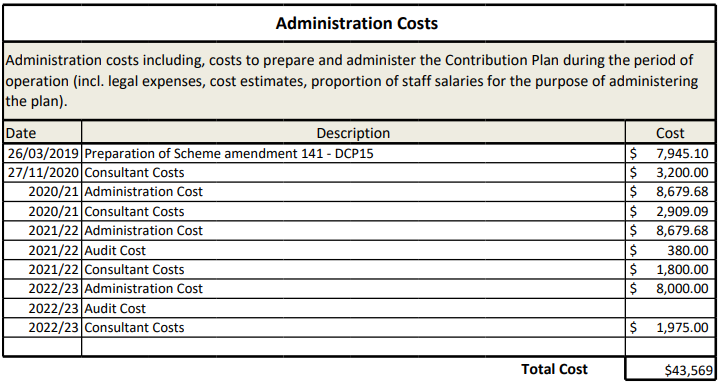 Administration Costs
Administration costs including, costs to prepare and administer the Contribution Plan during the period of
operation (incl. legal expenses, cost estimates, proportion of staff salaries for the purpose of administering
the plan).
Date Description Cost
26/03/2019 Preparation of Scheme amendment 141 - DCP15 $ 7,945.10
27/11/2020 Consultant Costs $ 3,200.00
2020/21 Administration Cost $ 8,679.68
2020/21 Consultant Costs $ 2,909.09
2021/22 Administration Cost $ 8,679.68
2021/22 Audit Cost $ 380.00
2021/22 Consultant Costs $ 1,800.00
2022/23 Administration Cost $ 8,000.00
2022/23 Audit Cost
2022/23 Consultant Costs $ 1,975.00
Total Cost $43,569